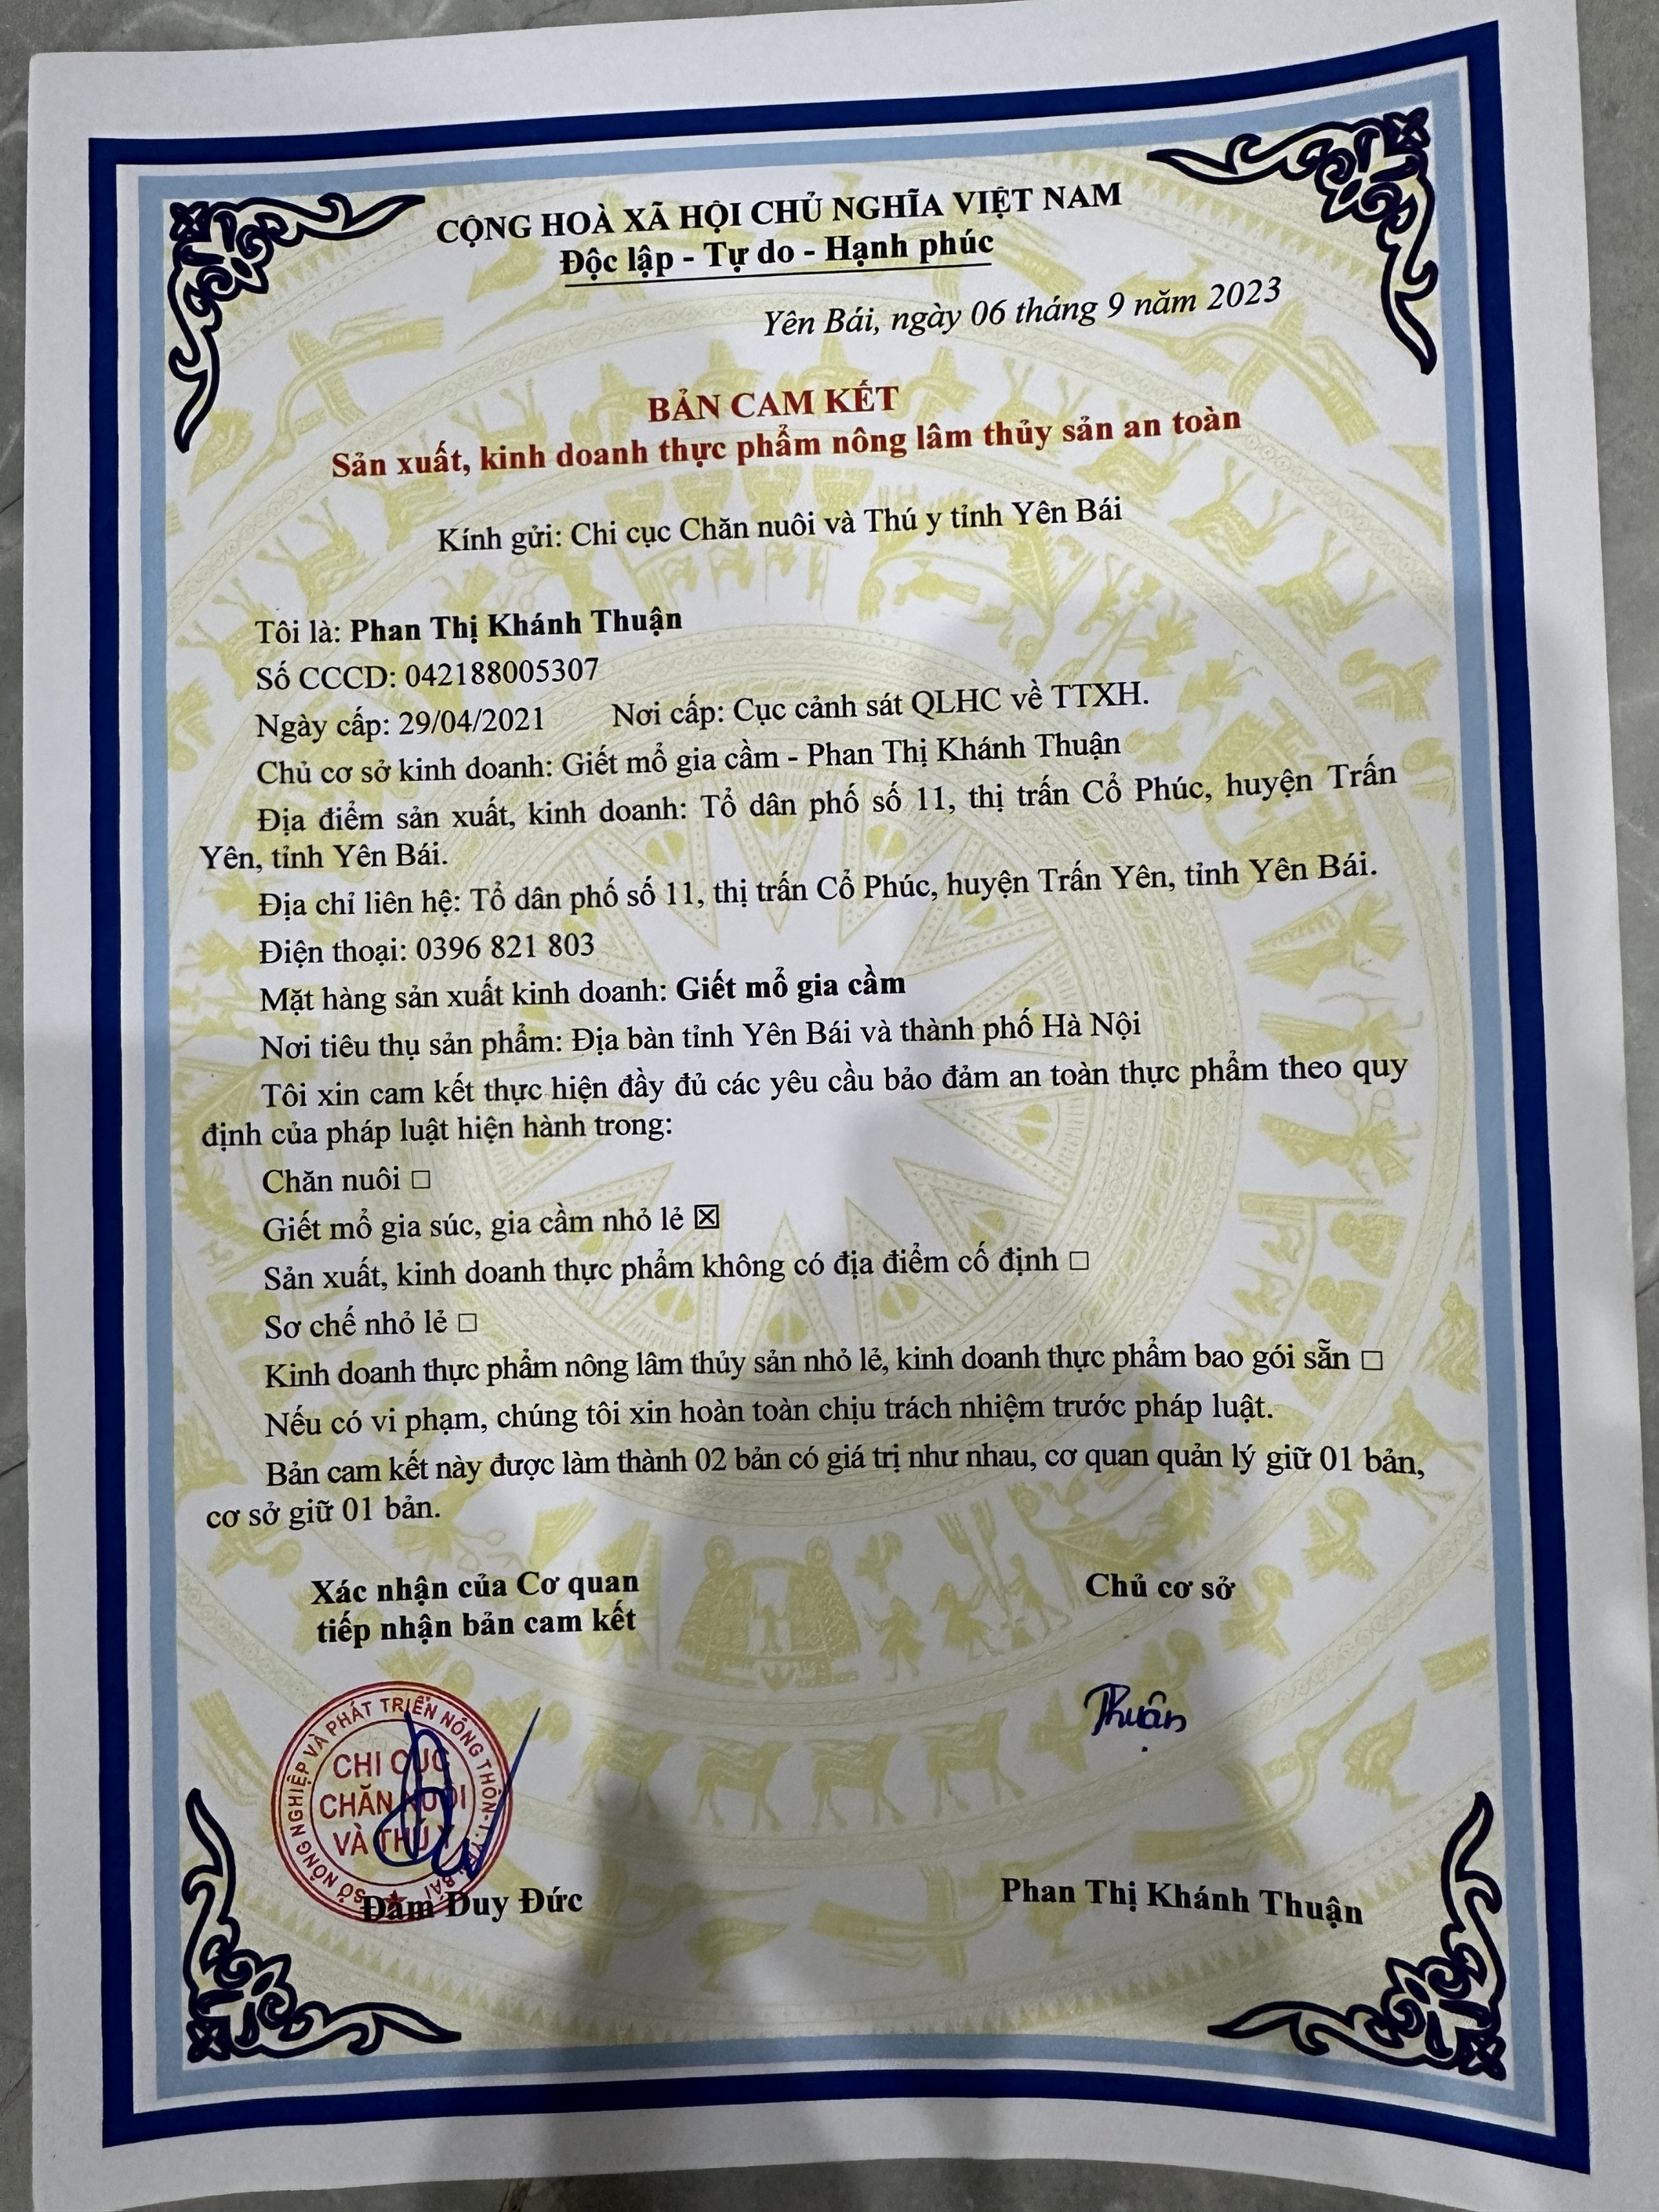 CỘNG HOÀ XÃ HỘI CHỦ NGHĨA VIỆT NAM
Độc lập - Tự do - Hạnh phúc
Yên Bái, ngày 06 tháng 9 năm 2023
BẢN CAM KẾT
Sản xuất, kinh doanh thực phẩm nông lâm thủy sản an toàn
Kính gửi: Chi cục Chăn nuôi và Thú y tỉnh Yên Bái
Tôi là: Phan Thị Khánh Thuận
Số CCCD: 042188005307
Ngày cấp: 29/04/2021 Nơi cấp: Cục cảnh sát QLHC về TTXH.
Chủ cơ sở kinh doanh: Giết mổ gia cầm - Phan Thị Khánh Thuận
Địa điểm sản xuất, kinh doanh: Tổ dân phố số 11, thị trấn Cổ Phúc, huyện Trấn
Yên, tỉnh Yên Bái.
Địa chỉ liên hệ: Tổ dân phố số 11, thị trấn Cổ Phúc, huyện Trấn Yên, tỉnh Yên Bái.
Điện thoại: 0396 821 803
Mặt hàng sản xuất kinh doanh: Giết mổ gia cầm
Nơi tiêu thụ sản phẩm: Địa bàn tỉnh Yên Bái và thành phố Hà Nội
Tôi xin cam kết thực hiện đầy đủ các yêu cầu bảo đảm an toàn thực phẩm theo quy
định của pháp luật hiện hành trong:
Chăn nuôi ☐
Giết mổ gia súc, gia cầm nhỏ lẻ ☒
Sản xuất, kinh doanh thực phẩm không có địa điểm cố định ☐
Sơ chế nhỏ lẻ ☐
Kinh doanh thực phẩm nông lâm thủy sản nhỏ lẻ, kinh doanh thực phẩm bao gói sẵn ☐
Nếu có vi phạm, chúng tôi xin hoàn toàn chịu trách nhiệm trước pháp luật.
Bản cam kết này được làm thành 02 bản có giá trị như nhau, cơ quan quản lý giữ 01 bản,
cơ sở giữ 01 bản.
Xác nhận của Cơ quan
tiếp nhận bản cam kết
SỞ NÔNG NGHIỆP VÀ PHÁT TRIỂN NÔNG THÔN-T. YÊN BÁI
CHI CỤC
CHĂN NUÔI
VÀ THÚ Y
Đàm Duy Đức
Chủ cơ sở
Thuận
Phan Thị Khánh Thuận